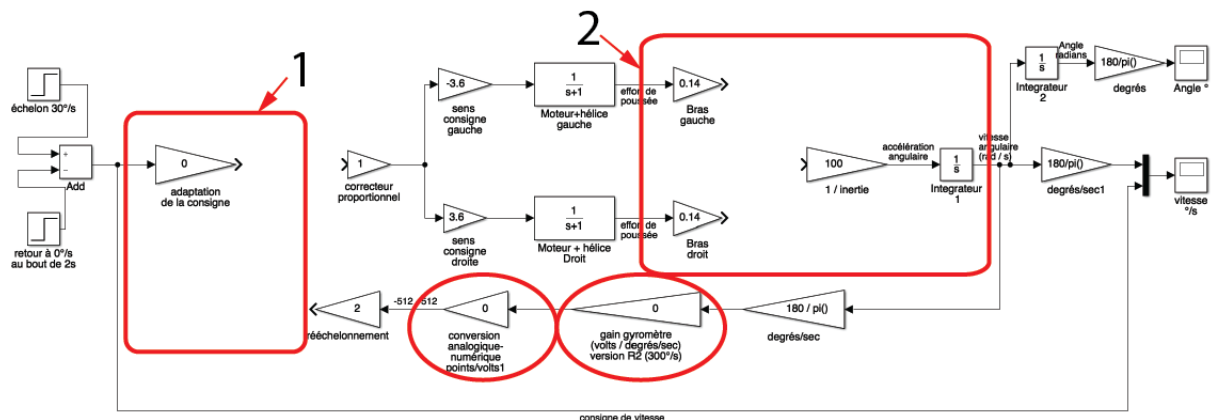 1
2
échelon 30°/s
+
−
Add
retour à 0°/s
au bout de 2s
0
adaptation
de la consigne
1
correcteur
proportionnel
-3.6
sens
consigne
gauche
1
s+1
Moteur+hélice
gauche
effort de
poussée
0.14
Bras
gauche
3.6
sens
consigne
droite
1
s+1
Moteur + hélice
Droit
effort de
poussée
0.14
Bras
droit
100
1 / inertie
accélération
angulaire
1
s
Integrateur
1
vitesse
angulaire
(rad / s)
1
s
Integrateur
2
Angle
radians
180/pi()
degrés
Angle °
180/pi()
degrés/sec1
vitesse
°/s
2
rééchelonnement
-512 +512
0
conversion
analogique-
numérique
points/volts1
0
gain gyromètre
(volts / degrés/sec)
version R2 (300°/s)
180 / pi()
degrés/sec
consigne de vitesse